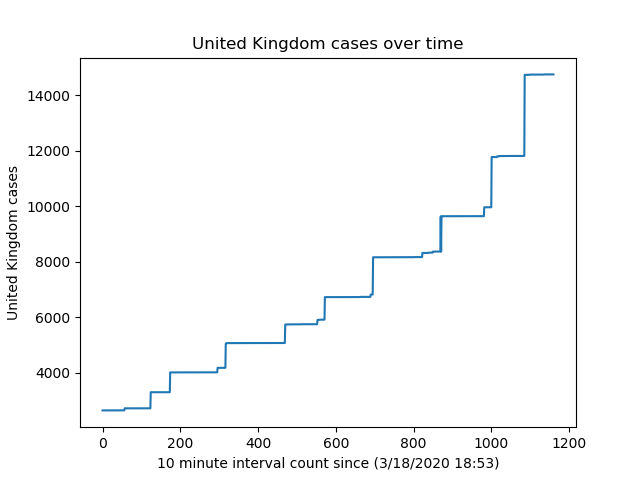 United Kingdom cases over time
14000
12000
10000
8000
6000
4000
United Kingdom cases
0 200 400 600 800 1000 1200
10 minute interval count since (3/18/2020 18:53)